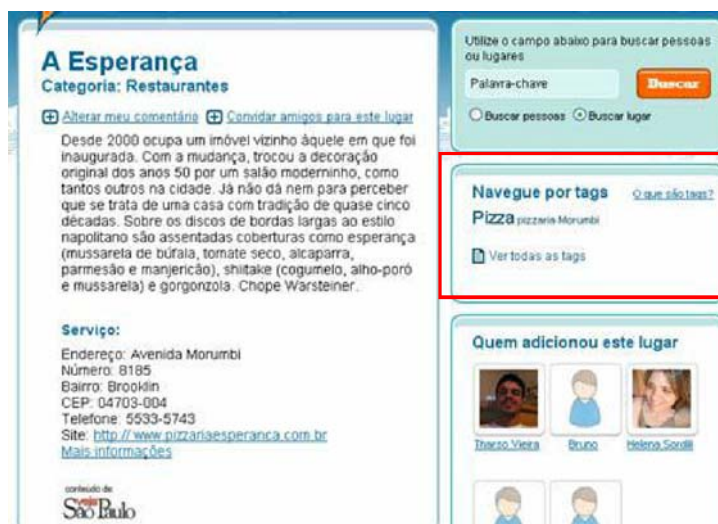 A Esperança
Categoria: Restaurantes
Alterar meu comentário Convidar amigos para este lugar
Desde 2000 ocupa um imóvel vizinho àquele em que foi
inaugurada. Com a mudança, trocou a decoração
original dos anos 50 por um salão moderninho, como
tantos outros na cidade. Já não dá nem para perceber
que se trata de uma casa com tradição de quase cinco
décadas. Sobre os discos de bordas largas ao estilo
napolitano são assentadas coberturas como esperança
(mussarela de búfala, tomate seco, alcaparra,
parmesão e manjericão), shiitake (cogumelo, alho-poró
e mussarela) e gorgonzola. Chope Warsteiner.
Serviço:
Endereço: Avenida Morumbi
Número: 8185
Bairro: Brooklin
CEP: 04703-004
Telefone: 5533-5743
Site: http://www.pizzariaesperanca.com.br
Mais informações
conteúdo de
veja
São Paulo
Utilize o campo abaixo para buscar pessoas
ou lugares
Palavra-chave Buscar
Buscar pessoas Buscar lugar
Navegue por tags O que são tags?
Pizza pizzaria Morumbi
Ver todas as tags
Quem adicionou este lugar
Tharso Vieira Bruno Helena Sordili